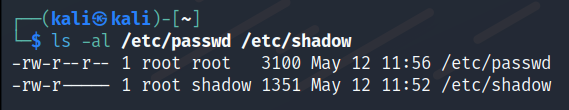 ┌──(kali㉿kali)-[~]
└─$ ls -al /etc/passwd /etc/shadow
-rw-r--r-- 1 root root   3100 May 12 11:56 /etc/passwd
-rw-r----- 1 root shadow 1351 May 12 11:52 /etc/shadow